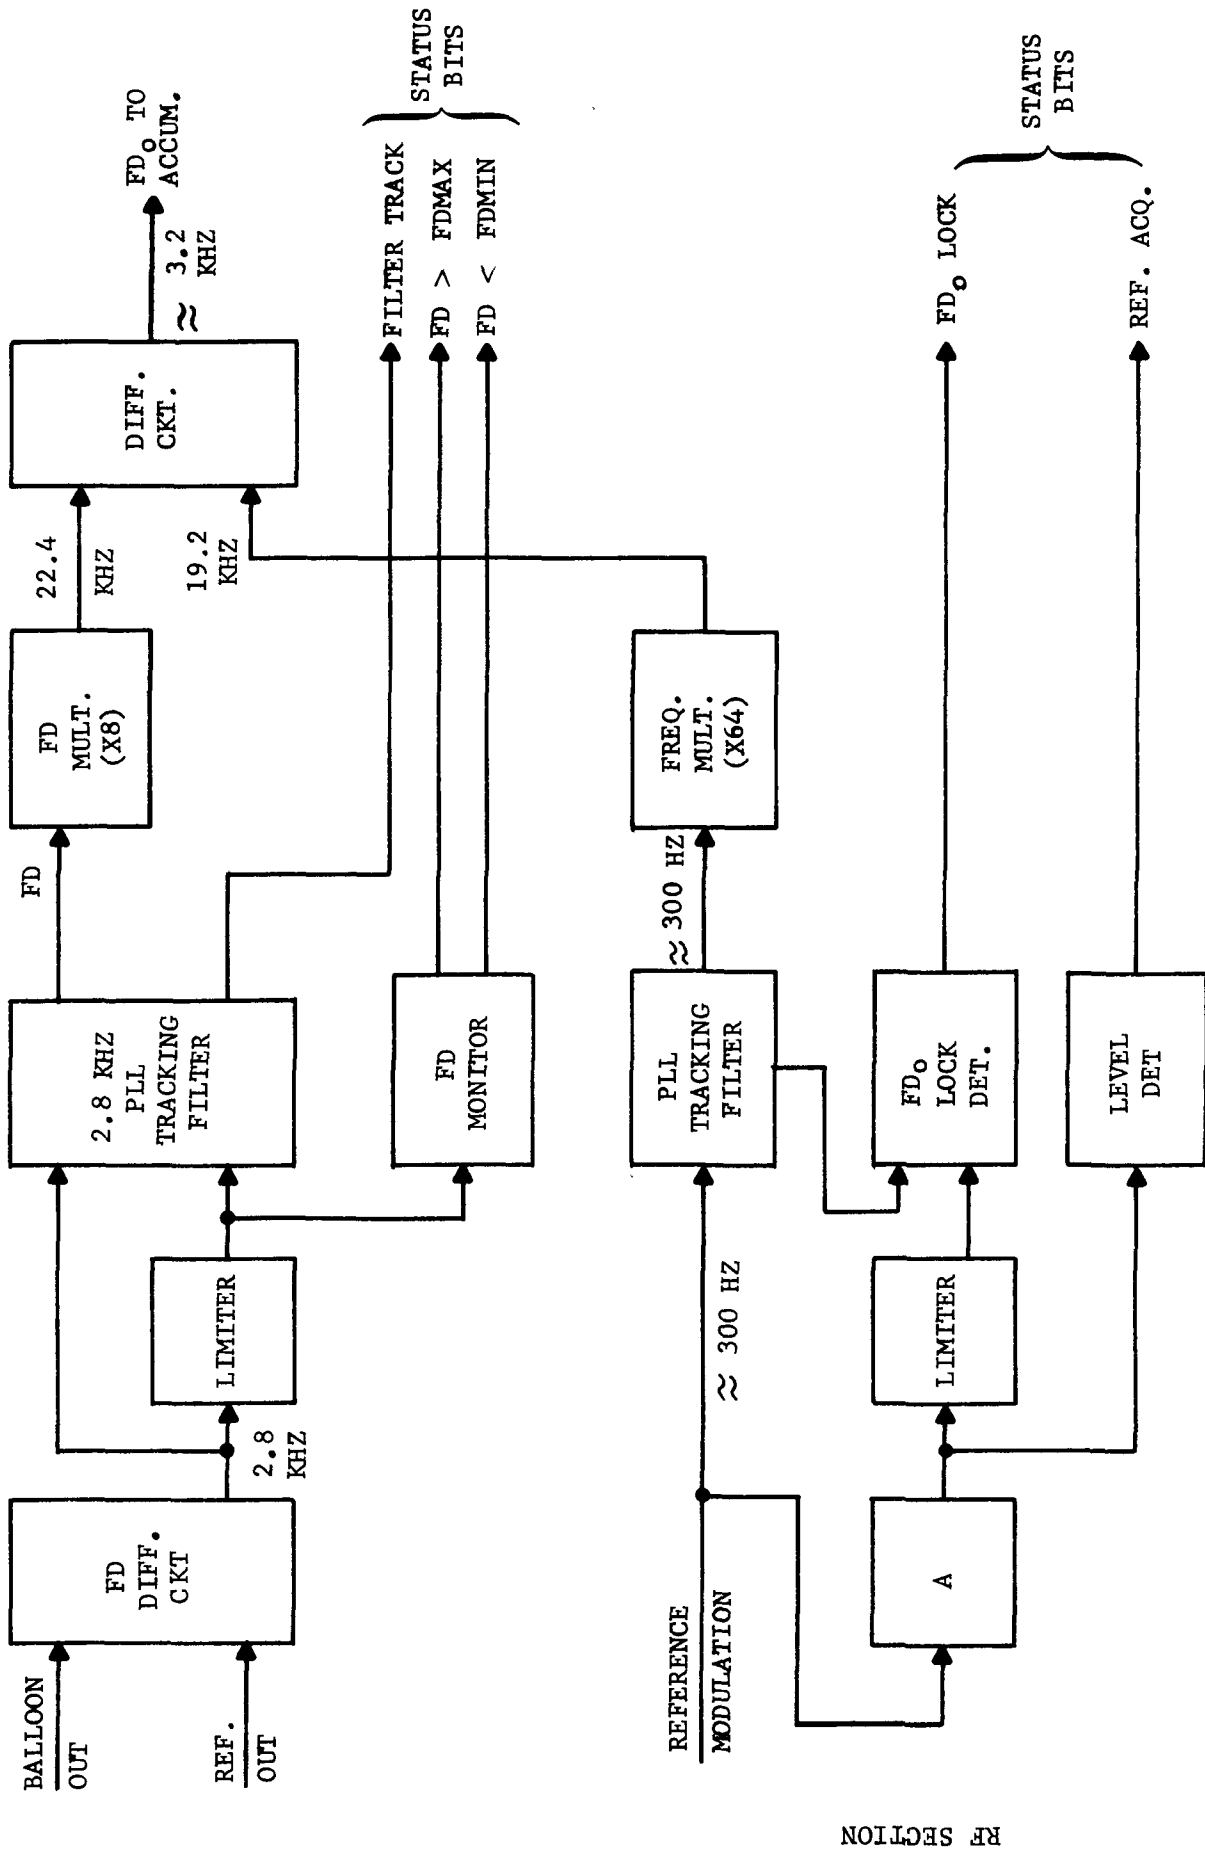 BALLOON
OUT
REF.
OUT
FD
DIFF.
CKT
2.8
KHZ
LIMITER
2.8 KHZ
PLL
TRACKING
FILTER
FD
MONITOR
FD
FD
MULT.
(X8)
22.4
KHZ
19.2
KHZ
DIFF.
CKT.
≈ 3.2
KHZ
FDO TO
ACCUM.
FILTER TRACK
FD > FDMAX
FD < FDMIN
STATUS
BITS
REFERENCE
MODULATION
≈ 300 HZ
PLL
TRACKING
FILTER
≈ 300 HZ
FREQ.
MULT.
(X64)
A
LIMITER
FDO
LOCK
DET.
LEVEL
DET
FDO LOCK
REF. ACQ.
STATUS
BITS
RF SECTION